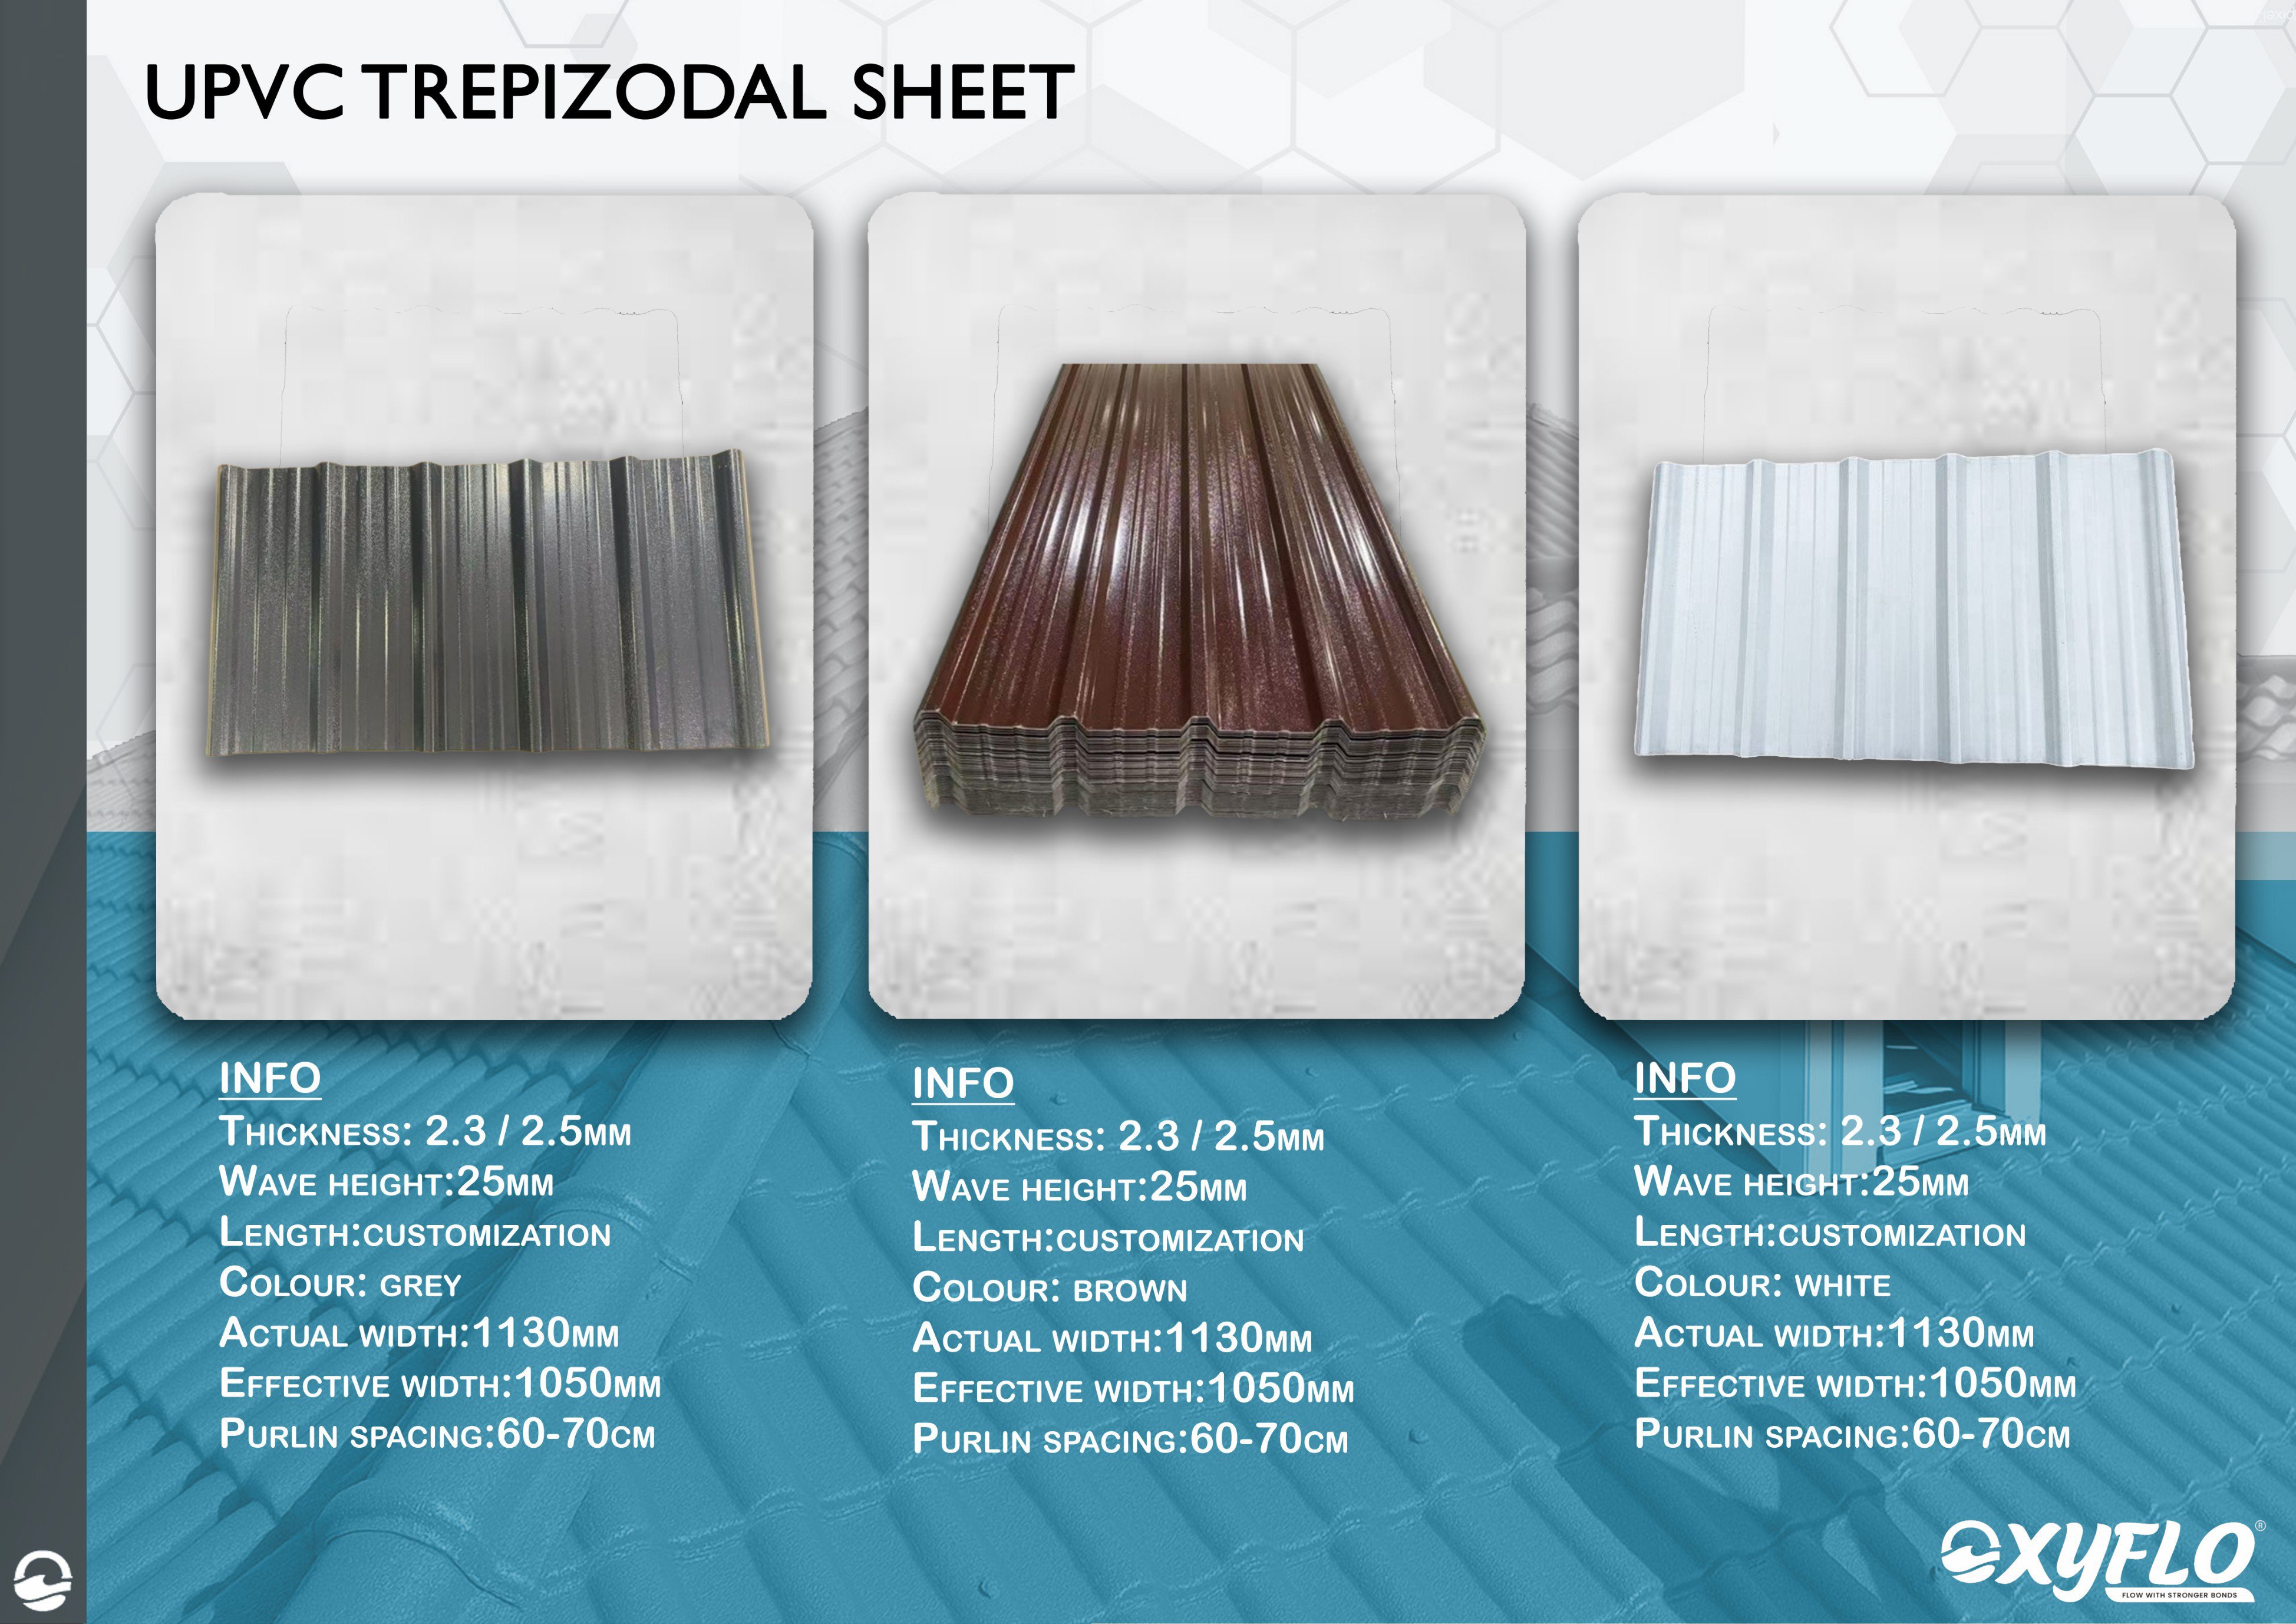 UPVC TREPIZODAL SHEET
INFO
THICKNESS: 2.3 / 2.5MM
WAVE HEIGHT:25MM
LENGTH:CUSTOMIZATION
COLOUR: GREY
ACTUAL WIDTH:1130MM
EFFECTIVE WIDTH:1050MM
PURLIN SPACING:60-70CM
INFO
THICKNESS: 2.3 / 2.5MM
WAVE HEIGHT:25MM
LENGTH:CUSTOMIZATION
COLOUR: BROWN
ACTUAL WIDTH:1130MM
EFFECTIVE WIDTH:1050MM
PURLIN SPACING:60-70CM
INFO
THICKNESS: 2.3 / 2.5MM
WAVE HEIGHT:25MM
LENGTH:CUSTOMIZATION
COLOUR: WHITE
ACTUAL WIDTH:1130MM
EFFECTIVE WIDTH:1050MM
PURLIN SPACING:60-70CM
OXYFLO®
FLOW WITH STRONGER BONDS